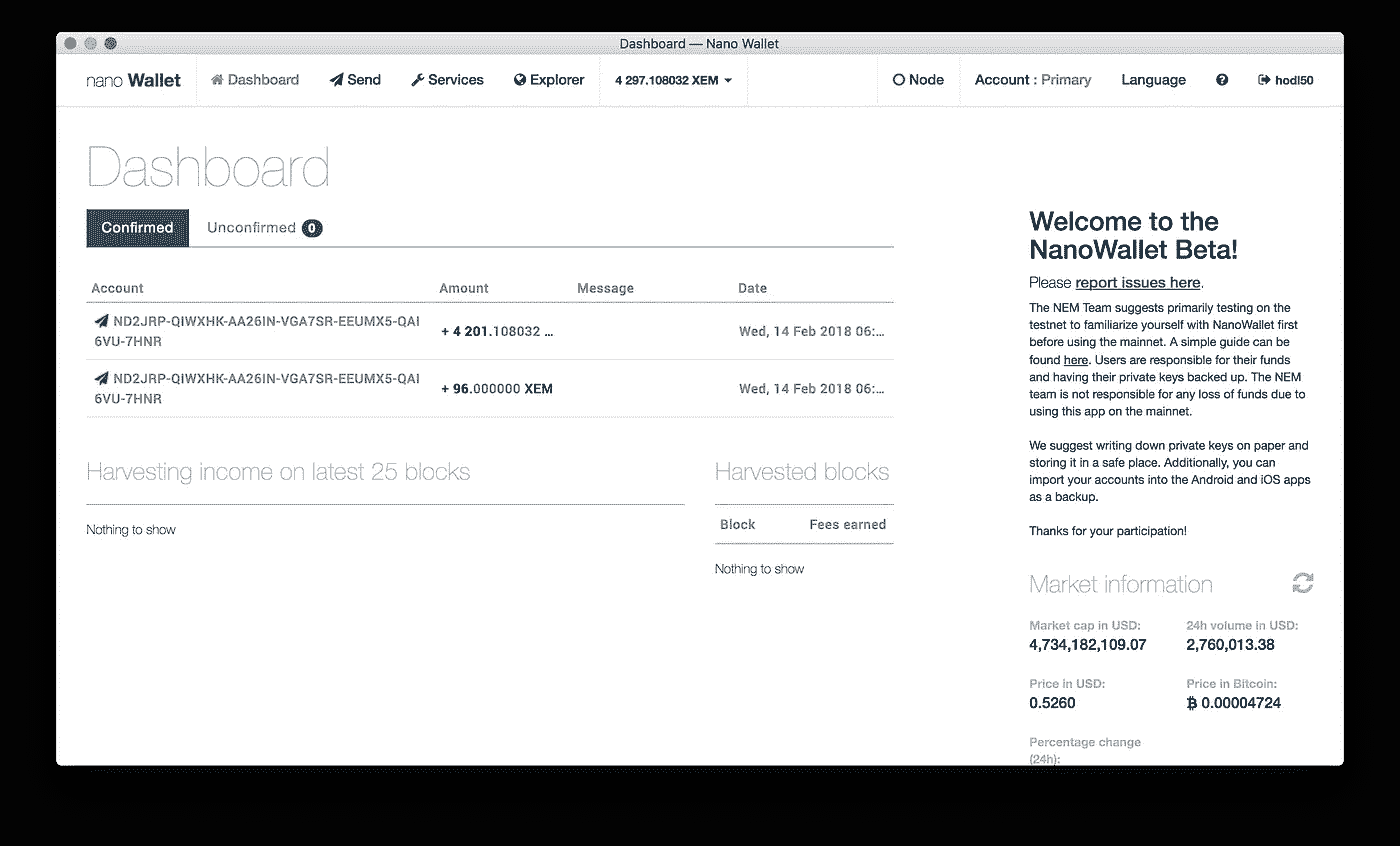 Dashboard — Nano Wallet
nano Wallet Dashboard Send Services Explorer 4 297.108032 XEM Node Account : Primary Language hodl50
Dashboard
Confirmed Unconfirmed 0
Account Amount Message Date
ND2JRP-QIWXHK-AA26IN-VGA7SR-EEUMX5-QAI
6VU-7HNR
+ 4 201.108032 ...
Wed, 14 Feb 2018 06:...
ND2JRP-QIWXHK-AA26IN-VGA7SR-EEUMX5-QAI
6VU-7HNR
+ 96.000000 XEM
Wed, 14 Feb 2018 06:...
Harvesting income on latest 25 blocks
Nothing to show
Harvested blocks
Block Fees earned
Nothing to show
Welcome to the
NanoWallet Beta!
Please report issues here.
The NEM Team suggests primarily testing on the
testnet to familiarize yourself with NanoWallet first
before using the mainnet. A simple guide can be
found here. Users are responsible for their funds
and having their private keys backed up. The NEM
team is not responsible for any loss of funds due to
using this app on the mainnet.
We suggest writing down private keys on paper and
storing it in a safe place. Additionally, you can
import your accounts into the Android and iOS apps
as a backup.
Thanks for your participation!
Market information
Market cap in USD: 24h volume in USD:
4,734,182,109.07 2,760,013.38
Price in USD: Price in Bitcoin:
0.5260 ₿ 0.00004724
Percentage change
(24h):